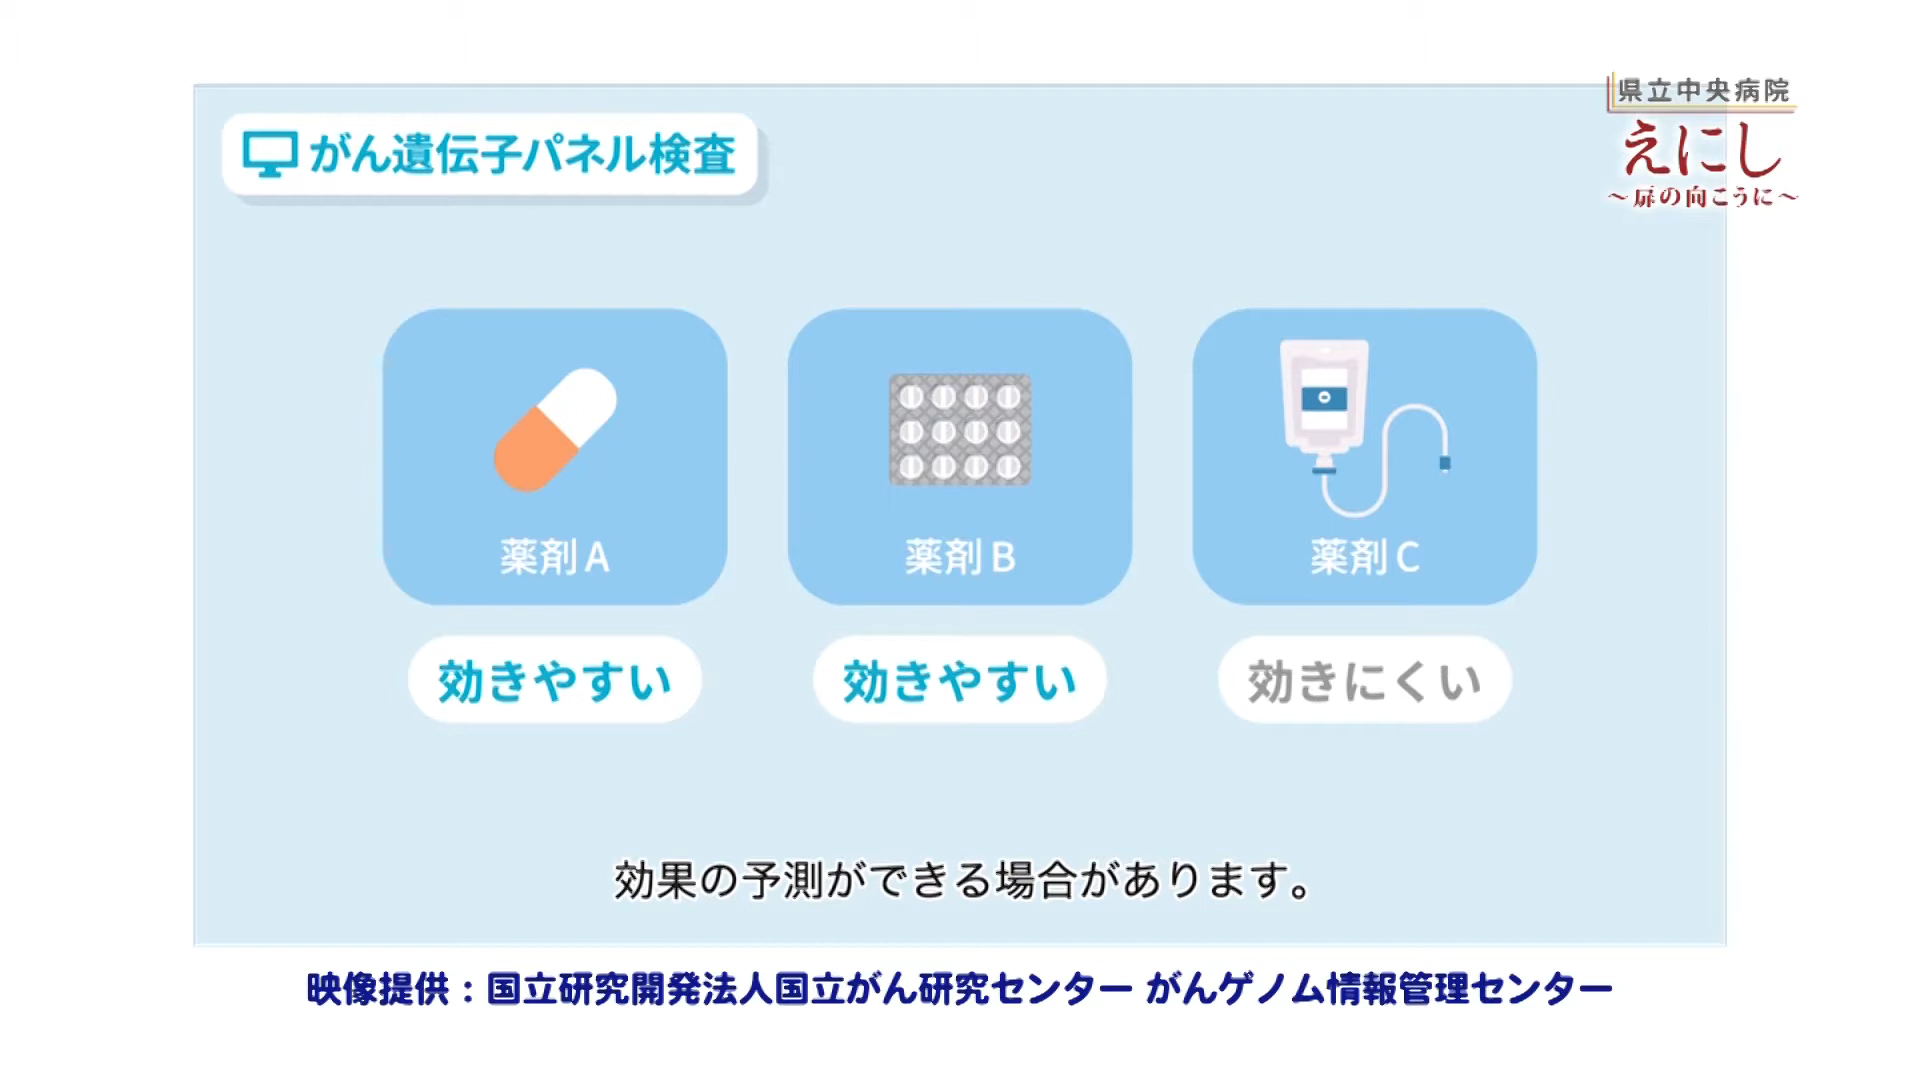 県立中央病院
えにし
～扉の向こうに～
がん遺伝子パネル検査
薬剤A
薬剤B
薬剤C
効きやすい
効きやすい
効きにくい
効果の予測ができる場合があります。
映像提供：国立研究開発法人国立がん研究センター がんゲノム情報管理センター